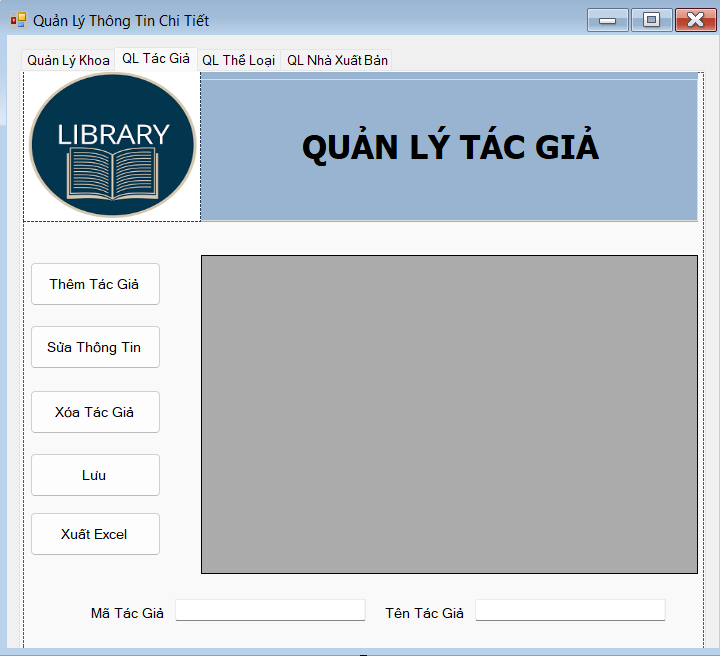 Quản Lý Thông Tin Chi Tiết
Quản Lý Khoa QL Tác Giả QL Thể Loại QL Nhà Xuất Bản
LIBRARY
QUẢN LÝ TÁC GIẢ
Thêm Tác Giả
Sửa Thông Tin
Xóa Tác Giả
Lưu
Xuất Excel
Mã Tác Giả Tên Tác Giả